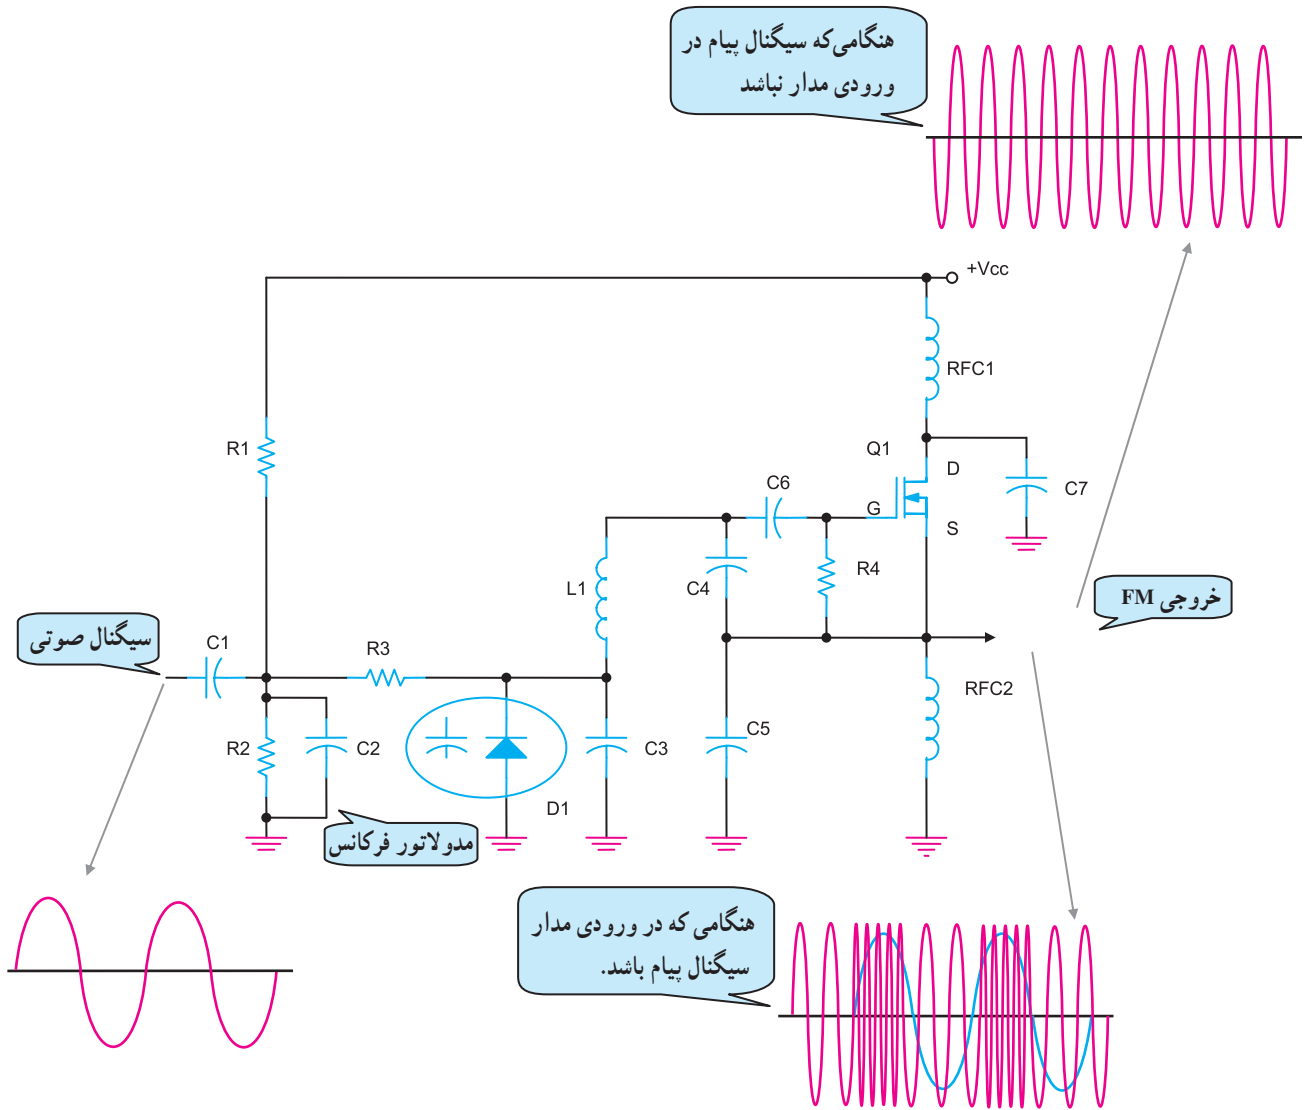 هنگامی‌که سیگنال پیام در
ورودی مدار نباشد
+Vcc
RFC1
R1
Q1
D
C6
C7
G
S
R4
C4
L1
خروجی FM
سیگنال صوتی
C1
R3
RFC2
R2
C2
C3
C5
D1
مدولاتور فرکانس
هنگامی که در ورودی مدار
سیگنال پیام باشد.